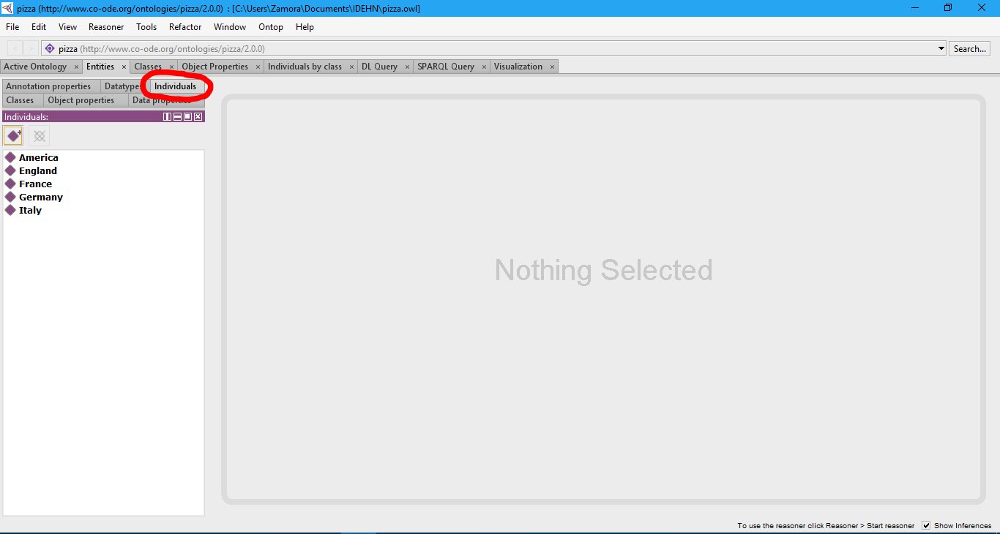 pizza (http://www.co-ode.org/ontologies/pizza/2.0.0) : [C:\Users\Zamora\Documents\IDEHN\pizza.owl]
File Edit View Reasoner Tools Refactor Window Ontop Help
< > pizza (http://www.co-ode.org/ontologies/pizza/2.0.0) Search...
Active Ontology × Entities × Classes × Object Properties × Individuals by class × DL Query × SPARQL Query × Visualization ×
Annotation properties Datatypes Individuals
Classes Object properties Data properties
Individuals:
America
England
France
Germany
Italy
Nothing Selected
To use the reasoner click Reasoner > Start reasoner Show Inferences